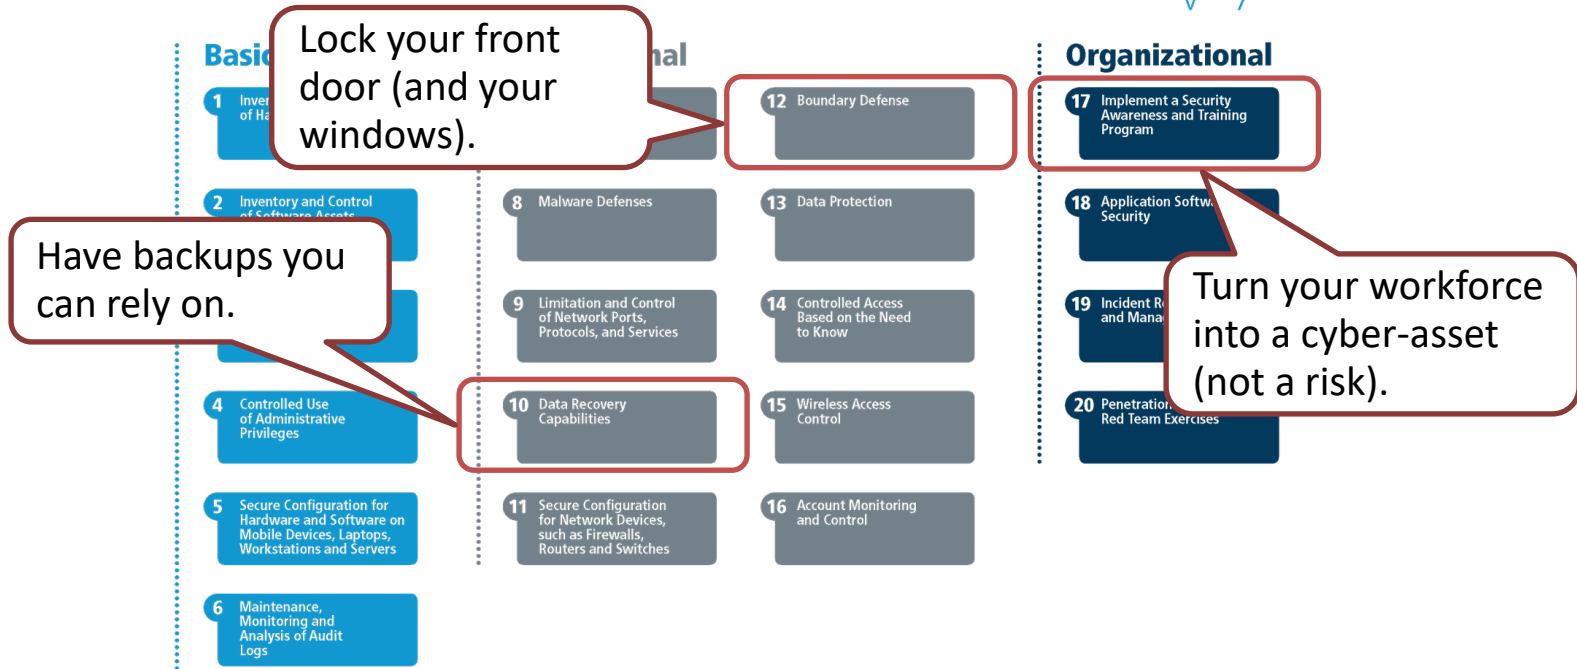 Basic
Lock your front
door (and your
windows).
nal
Organizational
1 Inver
of Ha
12 Boundary Defense
17 Implement a Security
Awareness and Training
Program
2 Inventory and Control
of Software Assets
8 Malware Defenses
13 Data Protection
18 Application Softw
Security
Have backups you
can rely on.
9 Limitation and Control
of Network Ports,
Protocols, and Services
14 Controlled Access
Based on the Need
to Know
19 Incident R
and Mana
Turn your workforce
into a cyber-asset
(not a risk).
4 Controlled Use
of Administrative
Privileges
10 Data Recovery
Capabilities
15 Wireless Access
Control
20 Penetration
Red Team Exercises
5 Secure Configuration for
Hardware and Software on
Mobile Devices, Laptops,
Workstations and Servers
11 Secure Configuration
for Network Devices,
such as Firewalls,
Routers and Switches
16 Account Monitoring
and Control
6 Maintenance,
Monitoring and
Analysis of Audit
Logs